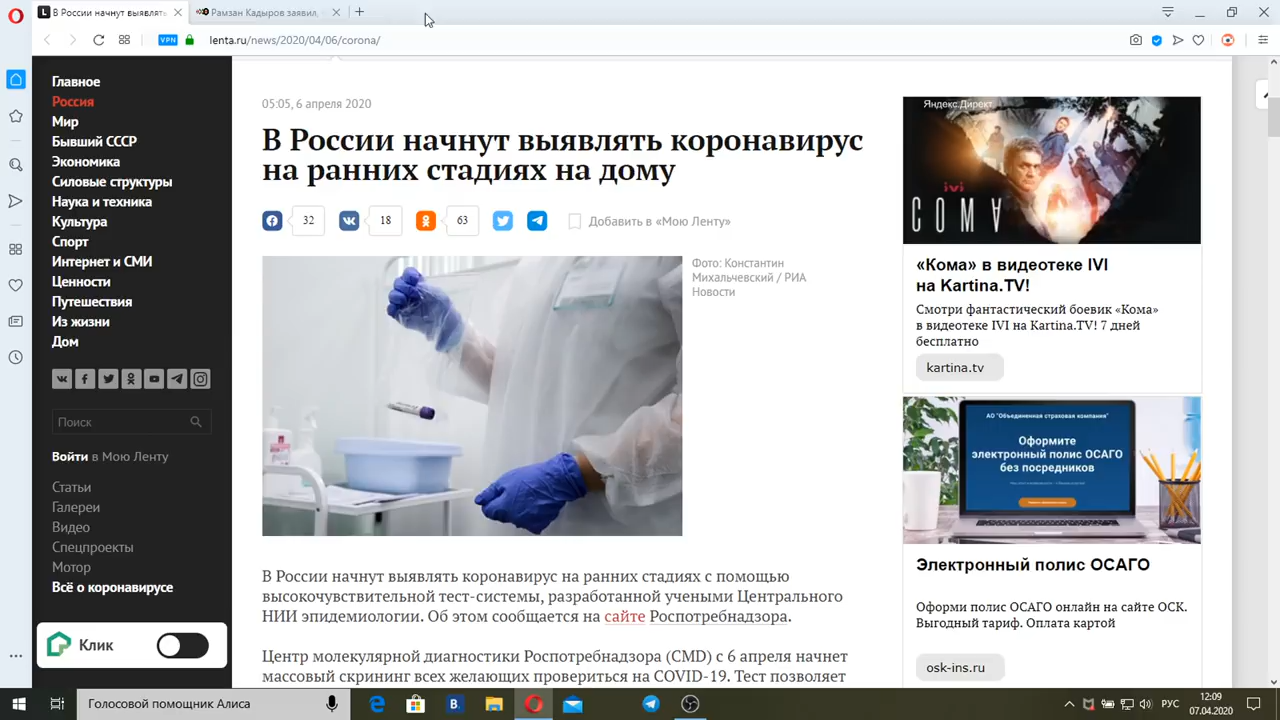 В России начнут выявлять
Рамзан Кадыров заявил,
VPN
lenta.ru/news/2020/04/06/corona/
Главное
Россия
Мир
Бывший СССР
Экономика
Силовые структуры
Наука и техника
Культура
Спорт
Интернет и СМИ
Ценности
Путешествия
Из жизни
Дом
Поиск
Войти в Мою Ленту
Статьи
Галереи
Видео
Спецпроекты
Мотор
Всё о коронавирусе
Клик
05:05, 6 апреля 2020
В России начнут выявлять коронавирус
на ранних стадиях на дому
32
18
63
Добавить в «Мою Ленту»
Фото: Константин
Михальчевский / РИА
Новости
В России начнут выявлять коронавирус на ранних стадиях с помощью
высокочувствительной тест-системы, разработанной учеными Центрального
НИИ эпидемиологии. Об этом сообщается на сайте Роспотребнадзора.
Центр молекулярной диагностики Роспотребнадзора (CMD) с 6 апреля начнет
массовый скрининг всех желающих провериться на COVID-19. Тест позволяет
Яндекс.Директ
ivi
КОМА
«Кома» в видеотеке IVI
на Kartina.TV!
Смотри фантастический боевик «Кома»
в видеотеке IVI на Kartina.TV! 7 дней
бесплатно
kartina.tv
АО "Объединенная страховая компания"
Оформите
электронный полис ОСАГО
без посредников
Электронный полис ОСАГО
Оформи полис ОСАГО онлайн на сайте ОСК.
Выгодный тариф. Оплата картой
osk-ins.ru
Голосовой помощник Алиса
РУС
12:09
07.04.2020